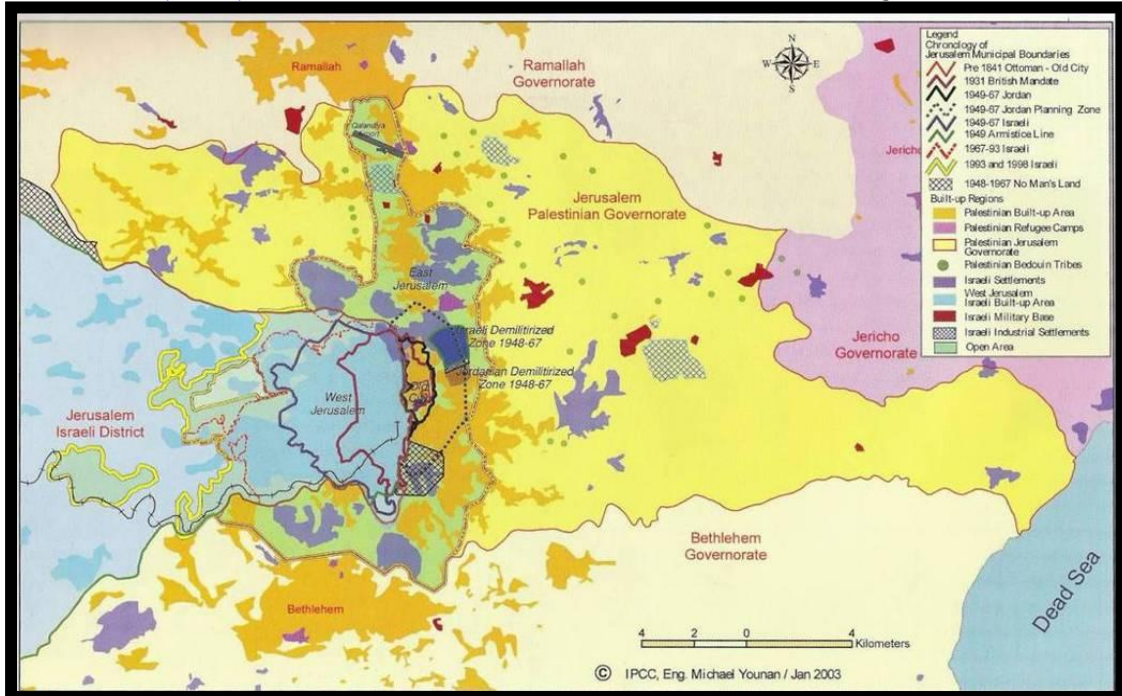 Legend
Chronology of
Jerusalem Municipal Boundaries
Pre 1841 Ottoman - Old City
1931 British Mandate
1949-67 Jordan
1949-67 Jordan Planning Zone
1949-67 Israeli
1949 Armistice Line
1967-93 Israeli
1993 and 1998 Israeli
1948-1967 No Man's Land
Built-up Regions
Palestinian Built-up Area
Palestinian Refugee Camps
Palestinian Jerusalem
Governorate
Palestinian Bedouin Tribes
Israeli Settlements
West Jerusalem
Israeli Built-up Area
Israeli Military Base
Israeli Industrial Settlements
Open Area
N
W
E
S
Ramallah
Ramallah
Governorate
Qalandiya
Jericho
Jerusalem
Palestinian Governorate
East
Jerusalem
Israeli Demilitirized
Zone 1948-67
Jordanian Demilitirized
Zone 1948-67
West
Jerusalem
Jericho
Governorate
Jerusalem
Israeli District
Bethlehem
Governorate
Bethlehem
Dead Sea
4 2 0 4
Kilometers
© IPCC, Eng. Michael Younan / Jan 2003